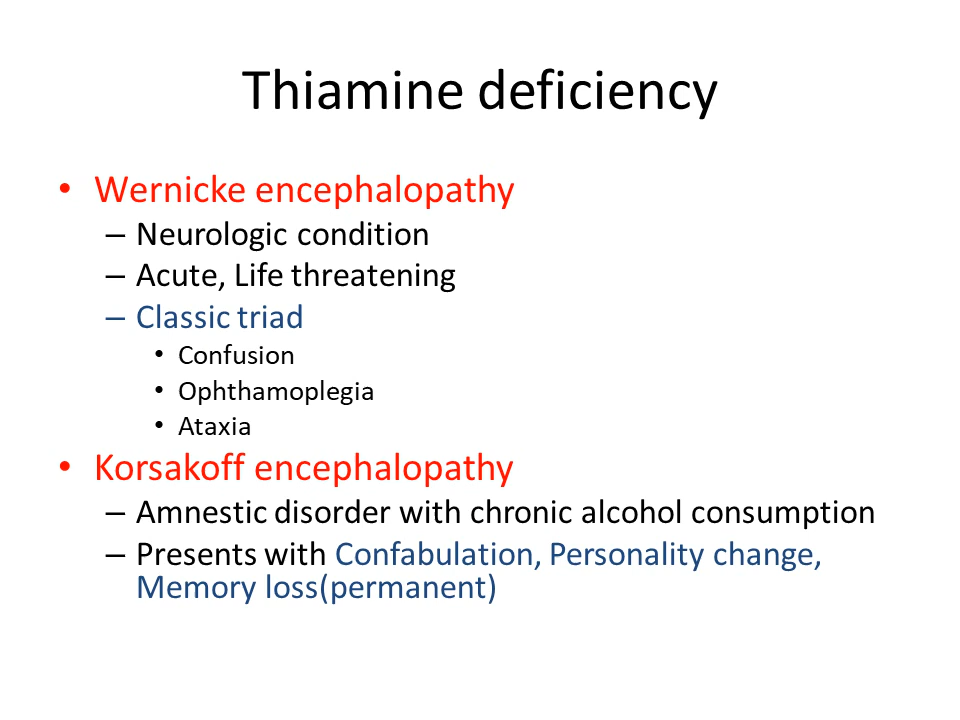 Thiamine deficiency
• Wernicke encephalopathy
– Neurologic condition
– Acute, Life threatening
– Classic triad
• Confusion
• Ophthamoplegia
• Ataxia
• Korsakoff encephalopathy
– Amnestic disorder with chronic alcohol consumption
– Presents with Confabulation, Personality change,
Memory loss(permanent)